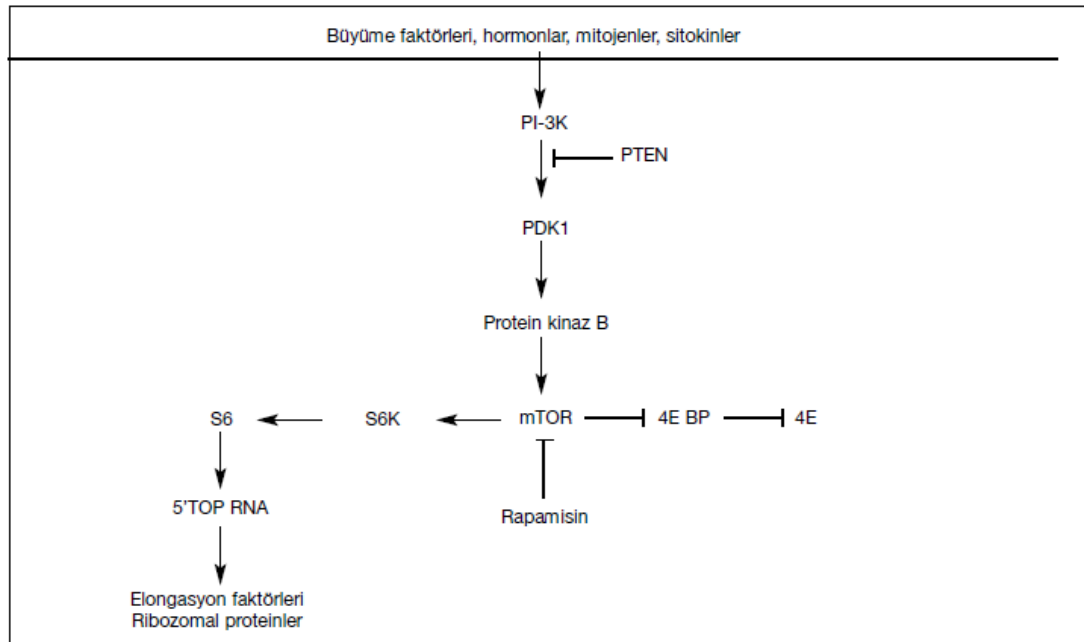 Büyüme faktörleri, hormonlar, mitojenler, sitokinler
PI-3K
PTEN
PDK1
Protein kinaz B
S6
S6K
mTOR
4E BP
4E
5'TOP RNA
Rapamisin
Elongasyon faktörleri
Ribozomal proteinler